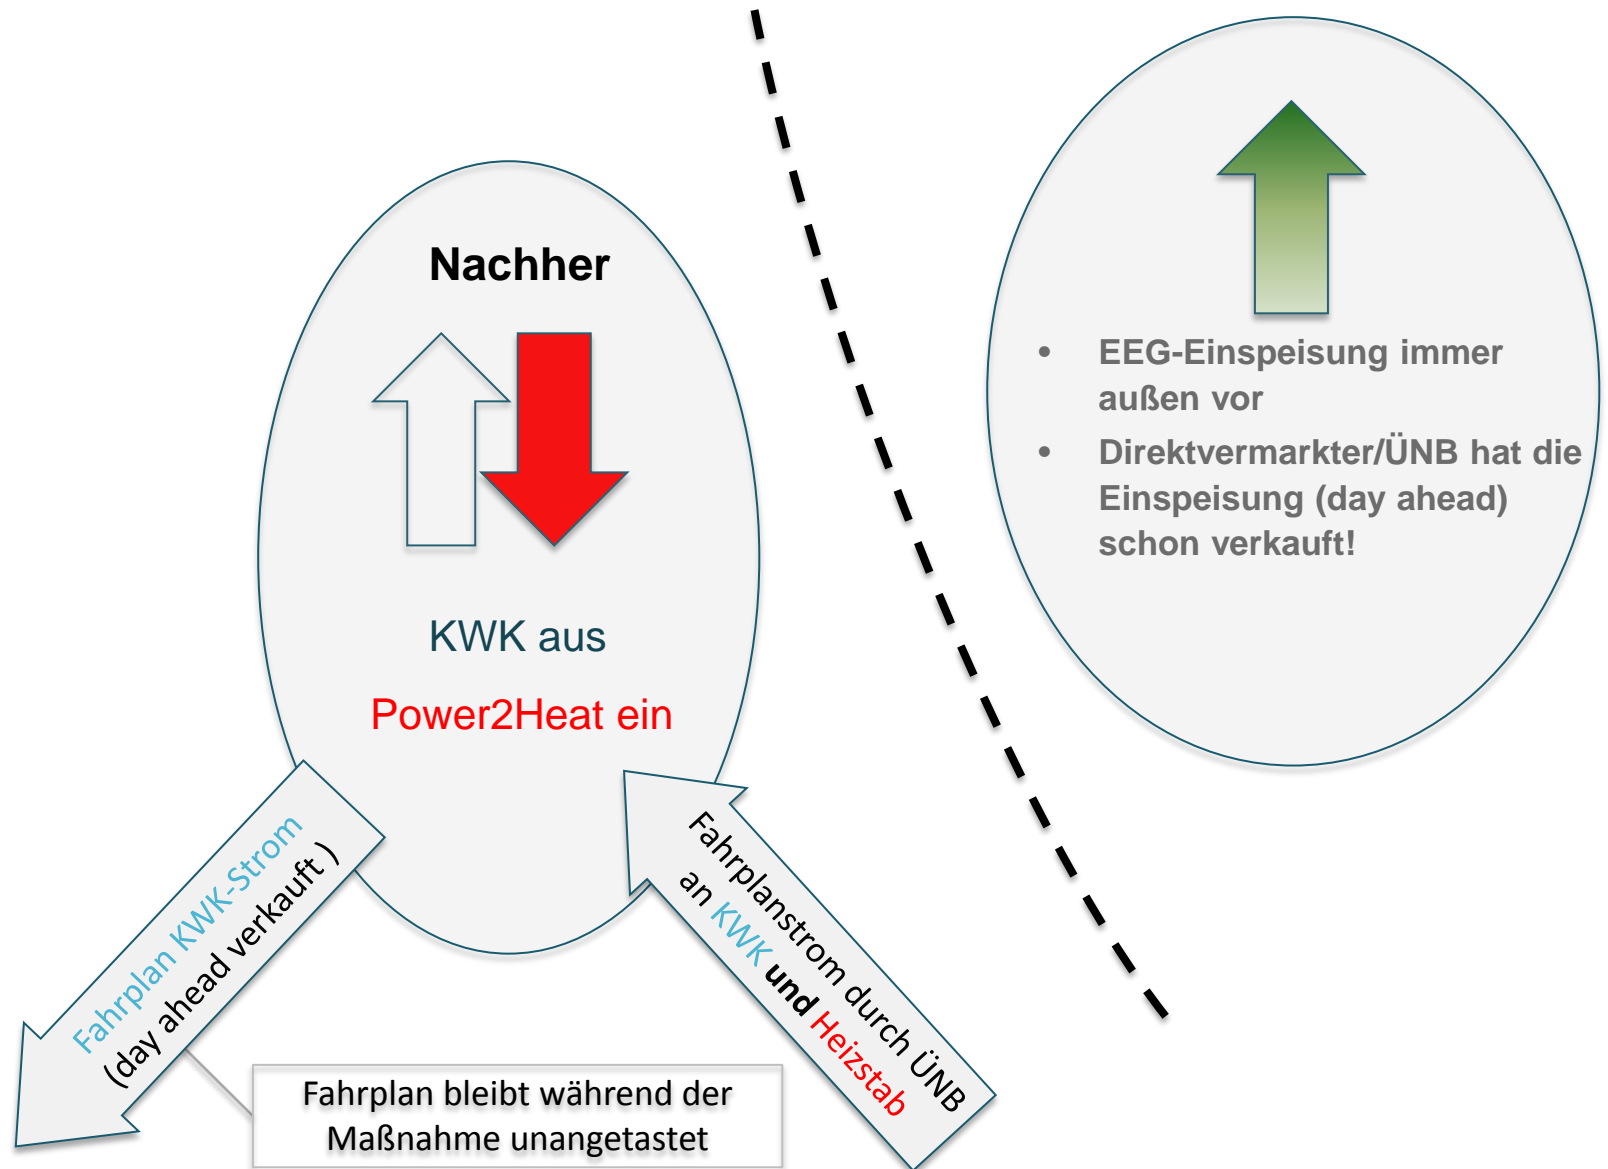 Nachher
KWK aus
Power2Heat ein
Fahrplan KWK-Strom
(day ahead verkauft )
Fahrplanstrom durch ÜNB
an KWK und Heizstab
Fahrplan bleibt während der
Maßnahme unangetastet
• EEG-Einspeisung immer
außen vor
• Direktvermarkter/ÜNB hat die
Einspeisung (day ahead)
schon verkauft!